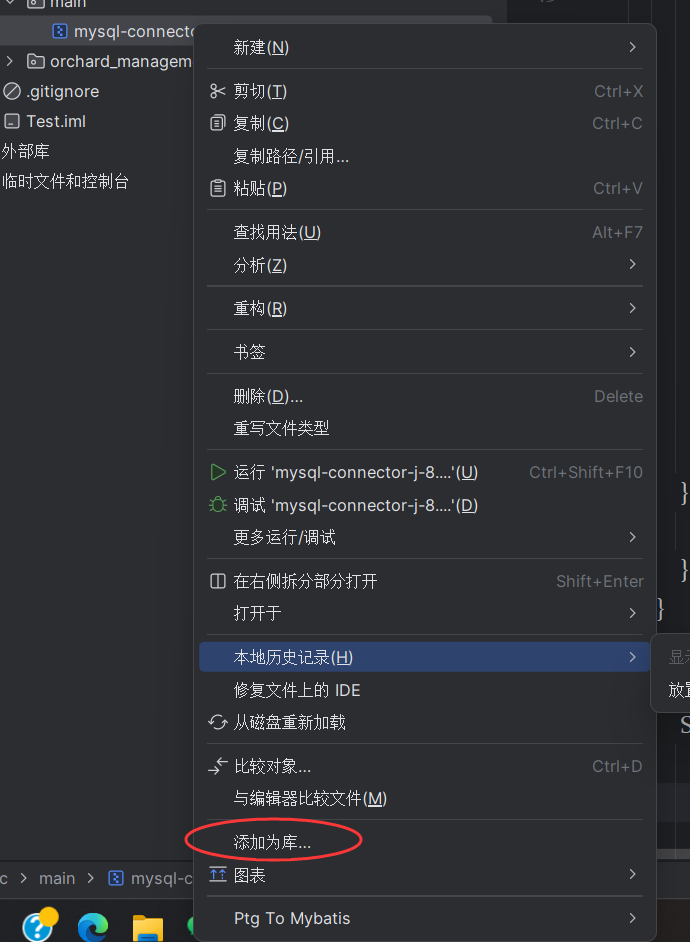 main
mysql-connecto
orchard_managem
.gitignore
Test.iml
外部库
临时文件和控制台
新建(N)
剪切(T) Ctrl+X
复制(C) Ctrl+C
复制路径/引用...
粘贴(P) Ctrl+V
查找用法(U) Alt+F7
分析(Z)
重构(R)
书签
删除(D)... Delete
重写文件类型
运行 'mysql-connector-j-8....'(U) Ctrl+Shift+F10
调试 'mysql-connector-j-8....'(D)
更多运行/调试
在右侧拆分部分打开 Shift+Enter
打开于
本地历史记录(H)
修复文件上的 IDE
从磁盘重新加载
比较对象... Ctrl+D
与编辑器比较文件(M)
添加为库...
图表
Ptg To Mybatis
}
}
}
显
放置
S
c > main > mysql-c